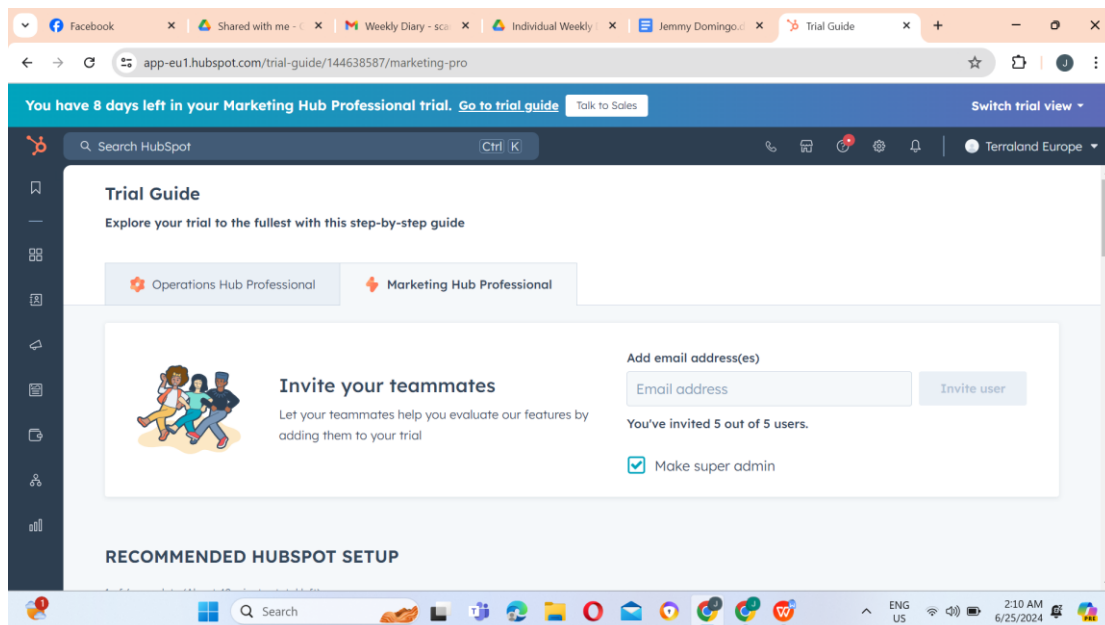 Facebook
Shared with me - G
Weekly Diary - sca
Individual Weekly
Jemmy Domingo.d
Trial Guide
app-eu1.hubspot.com/trial-guide/144638587/marketing-pro
J
You have 8 days left in your Marketing Hub Professional trial. Go to trial guide
Talk to Sales
Switch trial view
Search HubSpot
Ctrl K
Terraland Europe
Trial Guide
Explore your trial to the fullest with this step-by-step guide
Operations Hub Professional
Marketing Hub Professional
Invite your teammates
Let your teammates help you evaluate our features by
adding them to your trial
Add email address(es)
Email address
Invite user
You've invited 5 out of 5 users.
Make super admin
RECOMMENDED HUBSPOT SETUP
Search
ENG
US
2:10 AM
6/25/2024